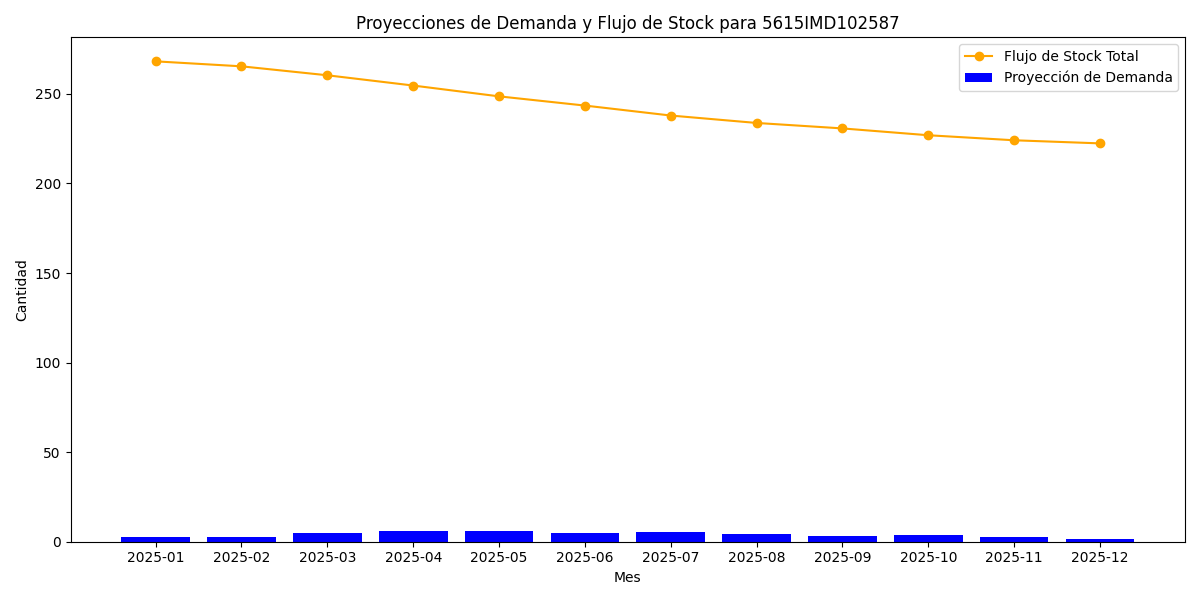 Proyecciones de Demanda y Flujo de Stock para 5615IMD102587
Flujo de Stock Total
Proyección de Demanda
Cantidad
250
200
150
100
50
0
2025-01 2025-02 2025-03 2025-04 2025-05 2025-06 2025-07 2025-08 2025-09 2025-10 2025-11 2025-12
Mes